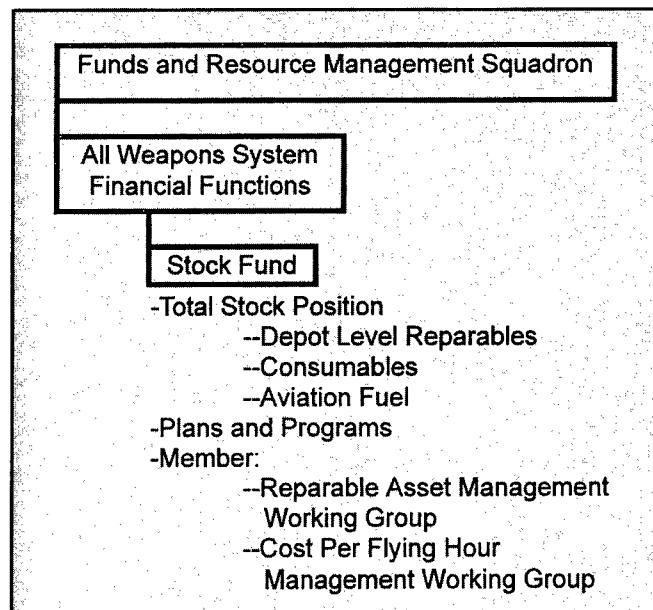 Funds and Resource Management Squadron
All Weapons System
Financial Functions
Stock Fund
-Total Stock Position
--Depot Level Reparables
--Consumables
--Aviation Fuel
-Plans and Programs
-Member:
--Reparable Asset Management
Working Group
--Cost Per Flying Hour
Management Working Group